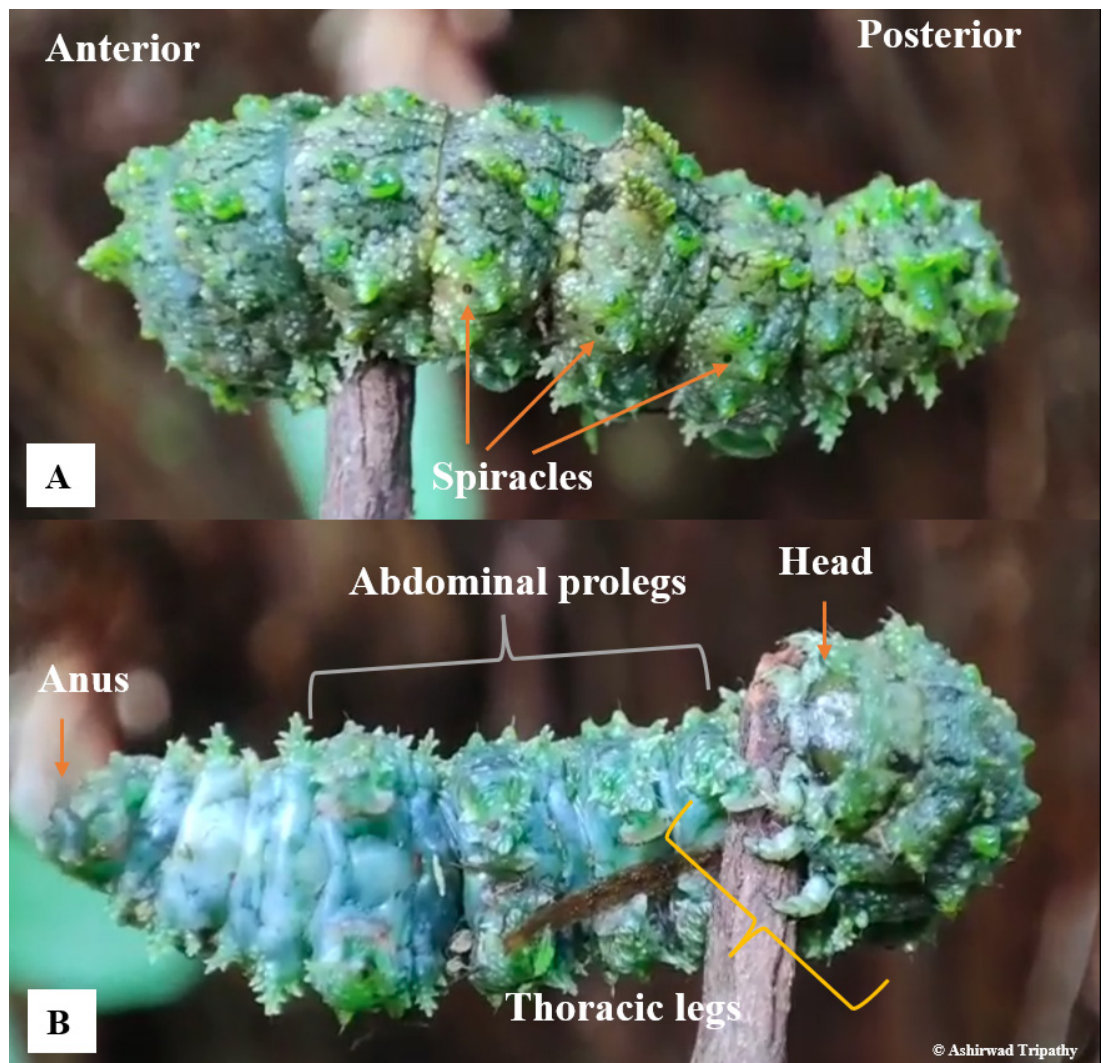 Anterior
Posterior
Spiracles
A
Abdominal prolegs
Head
Anus
Thoracic legs
B
© Ashirwad Tripathy